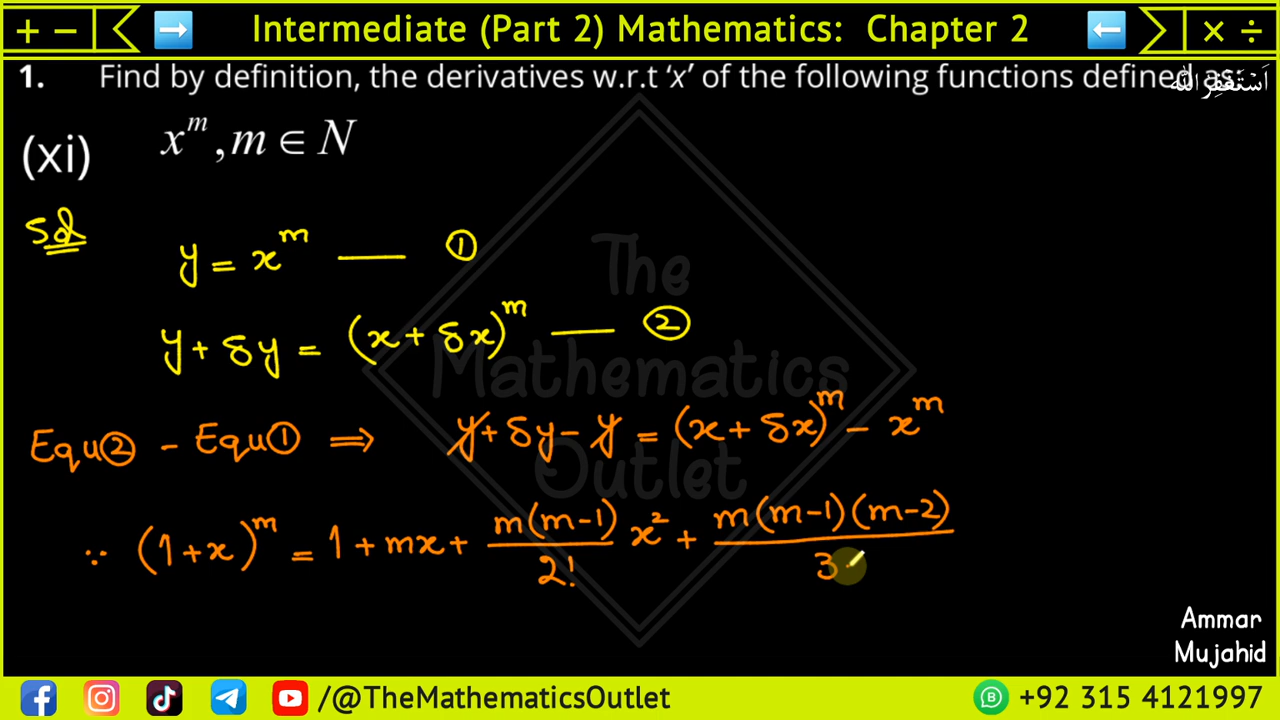 + − Intermediate (Part 2) Mathematics: Chapter 2 × ÷
1. Find by definition, the derivatives w.r.t ‘x’ of the following functions defined as:
اَسْتَغْفِرُاللّٰه
(xi) x^m , m ∈ N
Sol
y = x^m —— ①
y + δy = (x + δx)^m —— ②
Equ② − Equ① ⟹ y + δy − y = (x + δx)^m − x^m
∵ (1+x)^m = 1 + mx + m(m−1)/2! x² + m(m−1)(m−2)/3
The
Mathematics
Outlet
Ammar
Mujahid
/@TheMathematicsOutlet +92 315 4121997